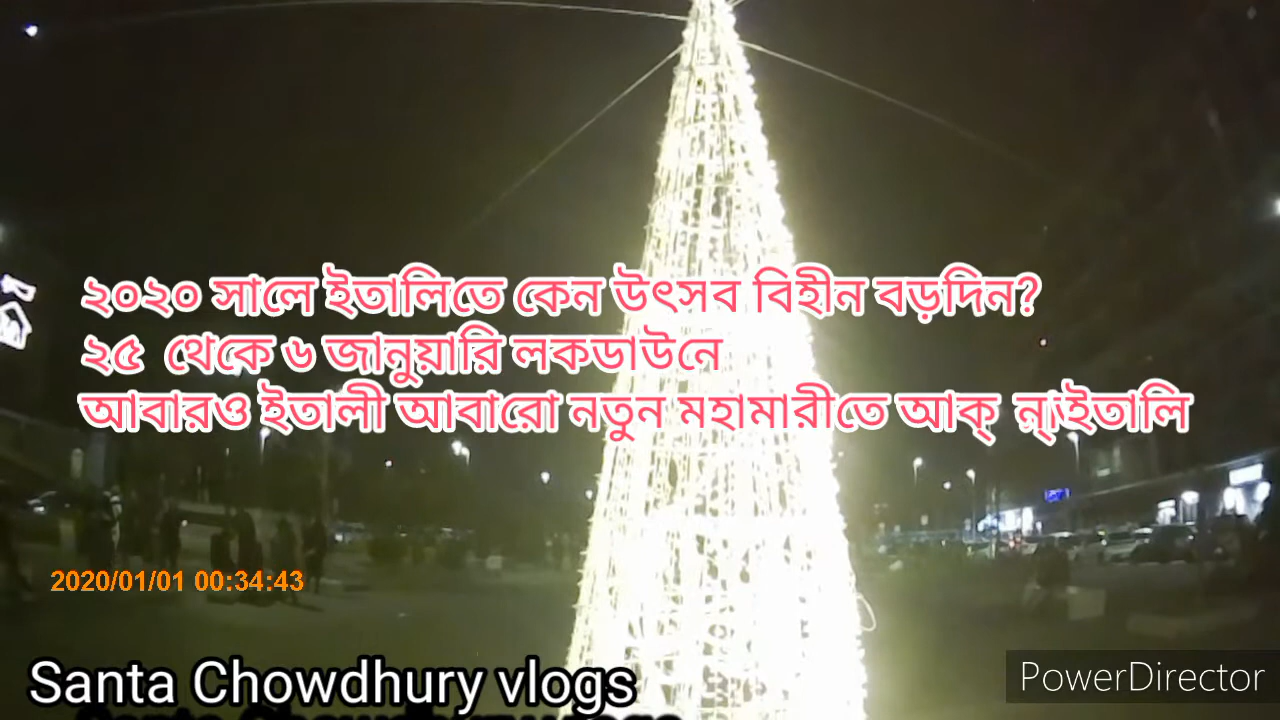 ২০২০ সালে ইতালিতে কেন উৎসব বিহীন বড়দিন?
২৫ থেকে ৬ জানুয়ারি লকডাউনে
আবারও ইতালী আবারো নতুন মহামারীতে আক্ ইতালি
2020/01/01 00:34:43
Santa Chowdhury vlogs
PowerDirector